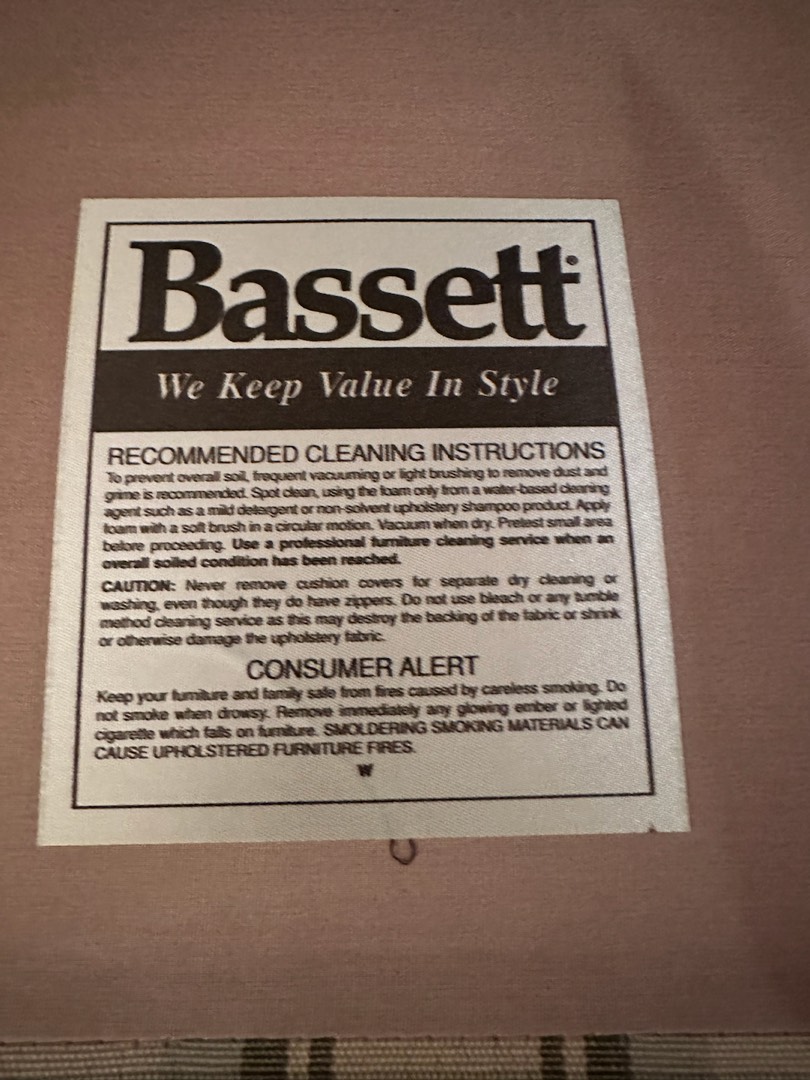 Bassett®
We Keep Value In Style
RECOMMENDED CLEANING INSTRUCTIONS
To prevent overall soil, frequent vacuuming or light brushing to remove dust and
grime is recommended. Spot clean, using the foam only from a water-based cleaning
agent such as a mild detergent or non-solvent upholstery shampoo product. Apply
foam with a soft brush in a circular motion. Vacuum when dry. Pretest small area
before proceeding. Use a professional furniture cleaning service when an
overall soiled condition has been reached.
CAUTION: Never remove cushion covers for separate dry cleaning or
washing, even though they do have zippers. Do not use bleach or any tumble
method cleaning service as this may destroy the backing of the fabric or shrink
or otherwise damage the upholstery fabric.
CONSUMER ALERT
Keep your furniture and family safe from fires caused by careless smoking. Do
not smoke when drowsy. Remove immediately any glowing ember or lighted
cigarette which falls on furniture. SMOLDERING SMOKING MATERIALS CAN
CAUSE UPHOLSTERED FURNITURE FIRES.
W